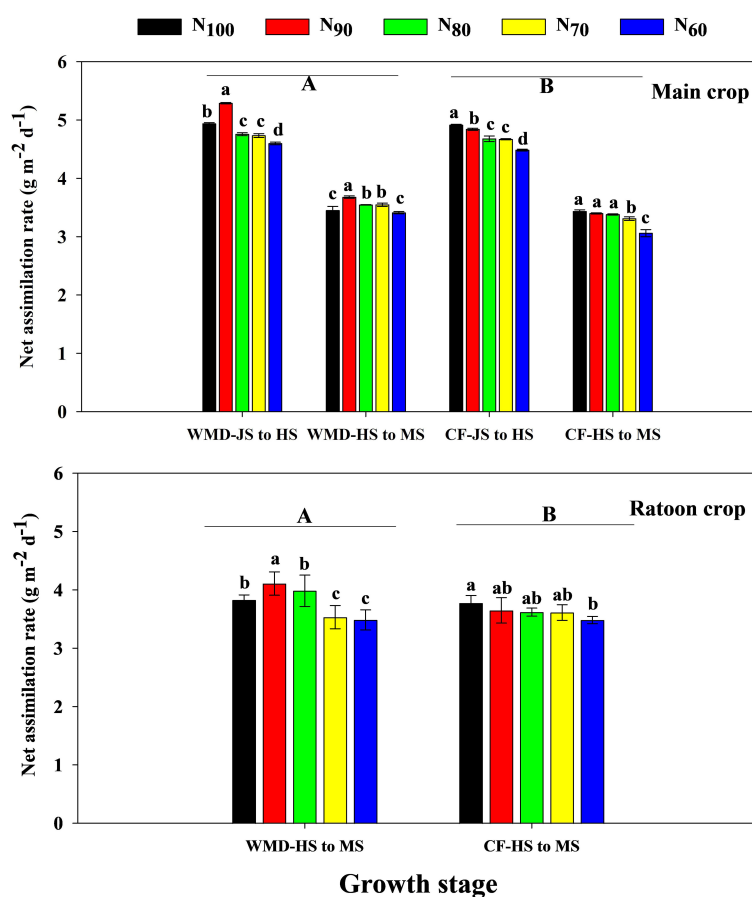 N100 N90 N80 N70 N60
6
5
4
3
2
1
0
Net assimilation rate (g m-2 d-1)
A
B
Main crop
b a c c d
c a b b c
a b c c d
a a a b c
WMD-JS to HS WMD-HS to MS CF-JS to HS CF-HS to MS
6
5
4
3
2
1
0
Net assimilation rate (g m-2 d-1)
A
B
Ratoon crop
b a b c c
a ab ab ab b
WMD-HS to MS CF-HS to MS
Growth stage